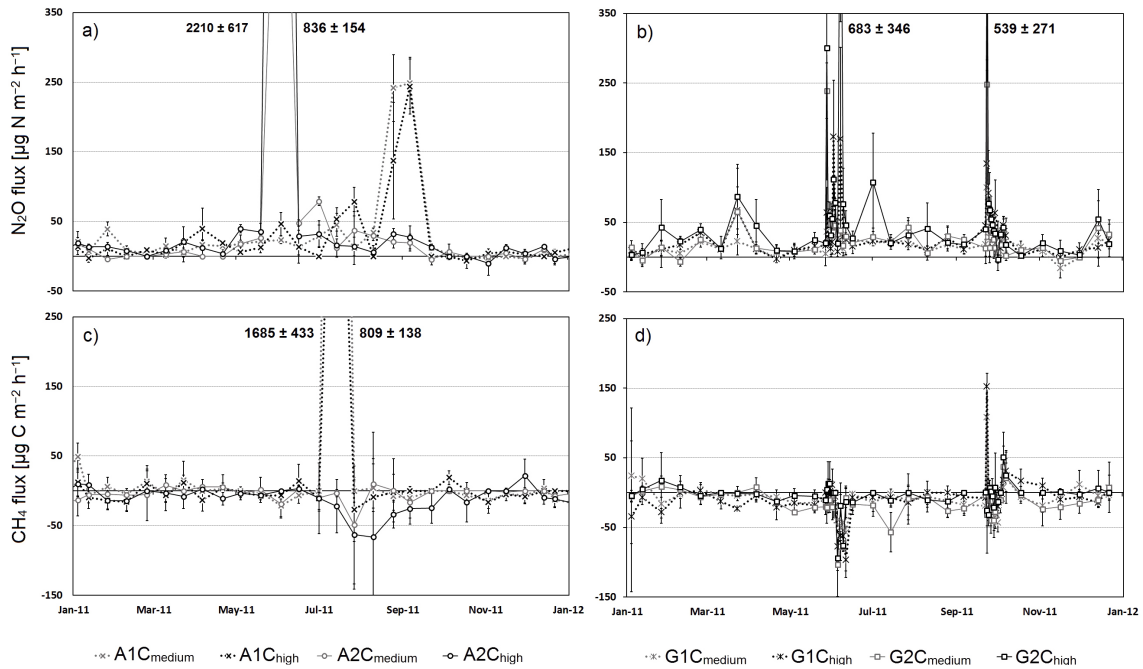 a)
2210 ± 617
836 ± 154
N₂O flux [µg N m⁻² h⁻¹]
350
250
150
50
-50
b)
683 ± 346
539 ± 271
350
250
150
50
-50
c)
1685 ± 433
809 ± 138
CH₄ flux [µg C m⁻² h⁻¹]
250
150
50
-50
-150
Jan-11 Mar-11 May-11 Jul-11 Sep-11 Nov-11 Jan-12
d)
250
150
50
-50
-150
Jan-11 Mar-11 May-11 Jul-11 Sep-11 Nov-11 Jan-12
A1Cmedium A1Chigh A2Cmedium A2Chigh
G1Cmedium G1Chigh G2Cmedium G2Chigh